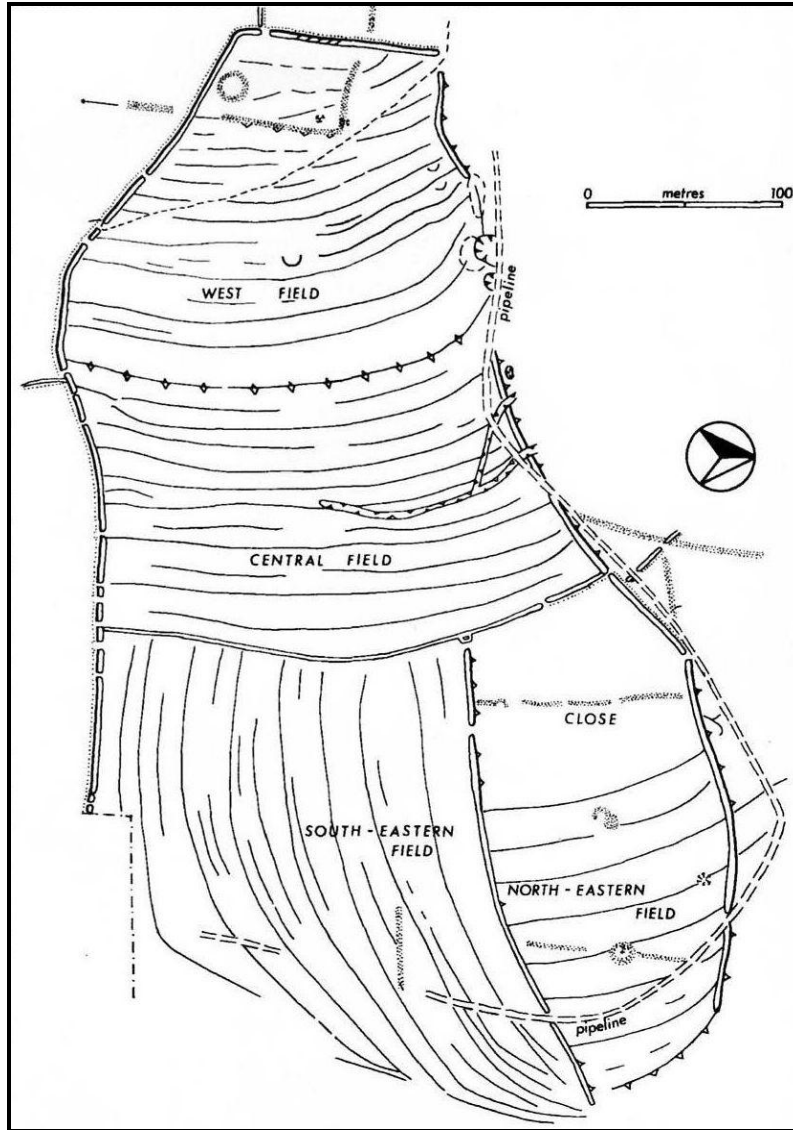 0 metres 100
pipeline
WEST FIELD
CENTRAL FIELD
CLOSE
SOUTH - EASTERN
FIELD
NORTH - EASTERN
FIELD
pipeline